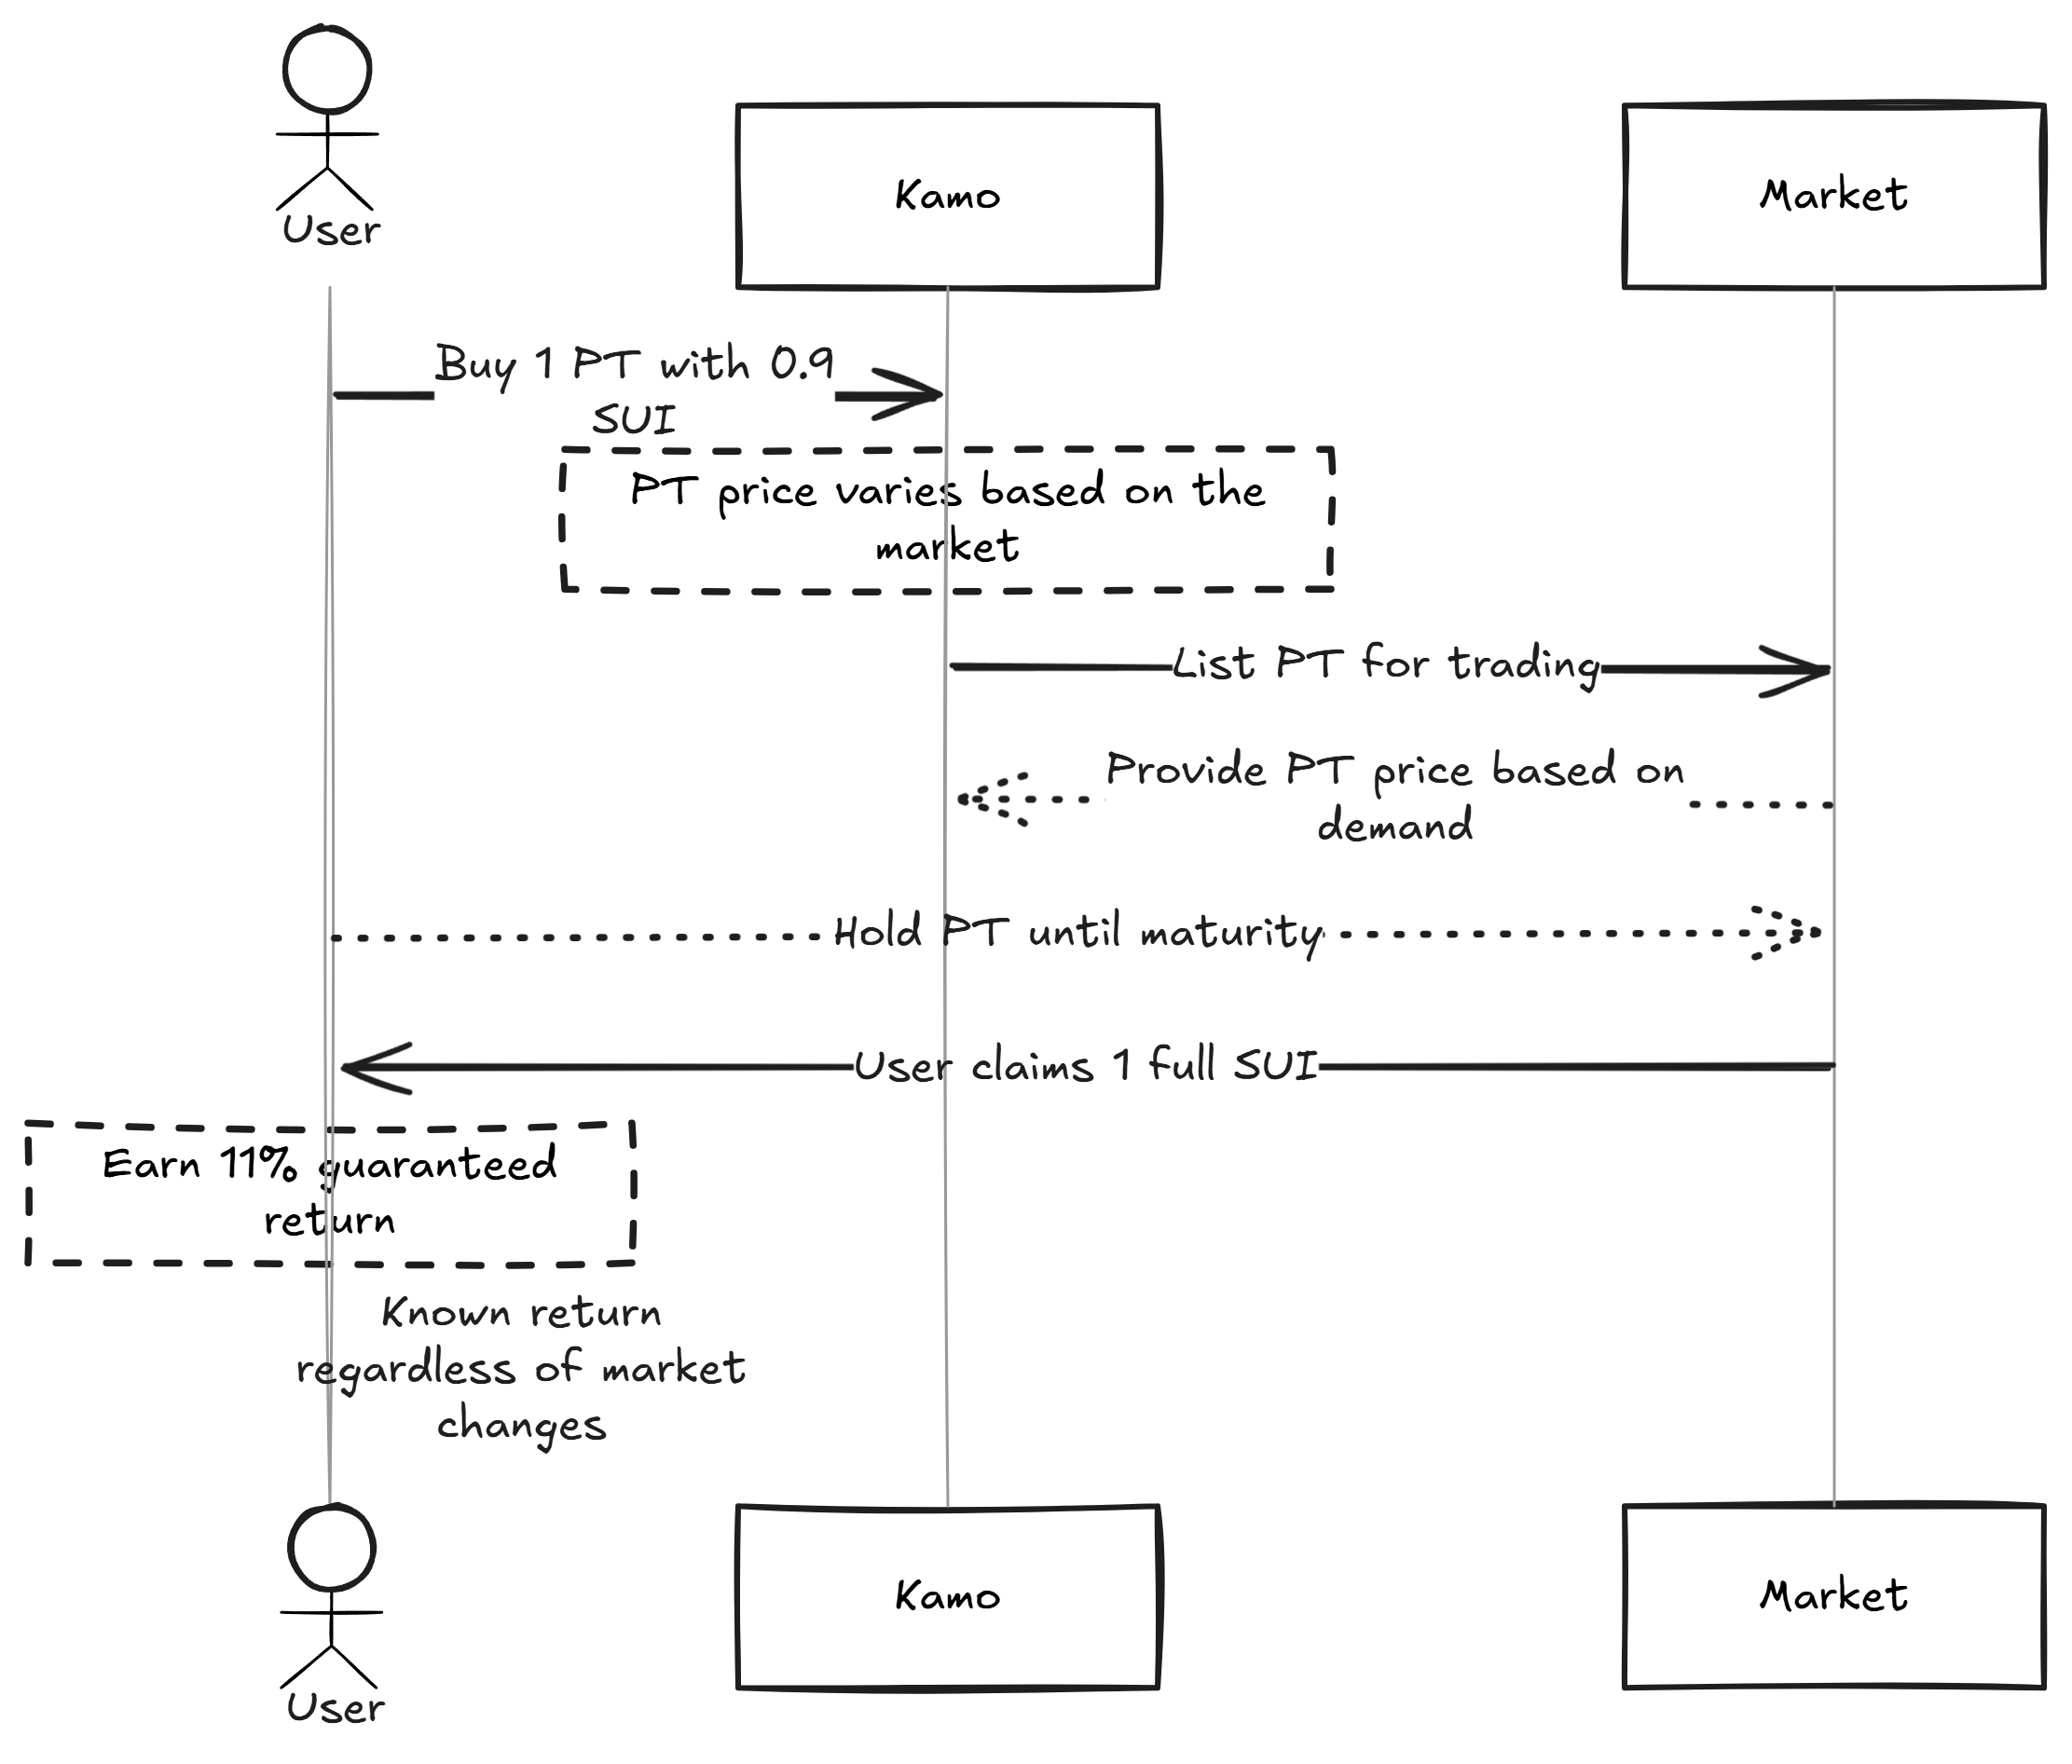 User
Kamo
Market
Buy 1 PT with 0.9
SUI
PT price varies based on the
market
List PT for trading
Provide PT price based on
demand
Hold PT until maturity
User claims 1 full SUI
Earn 11% guaranteed
return
Known return
regardless of market
changes
User
Kamo
Market